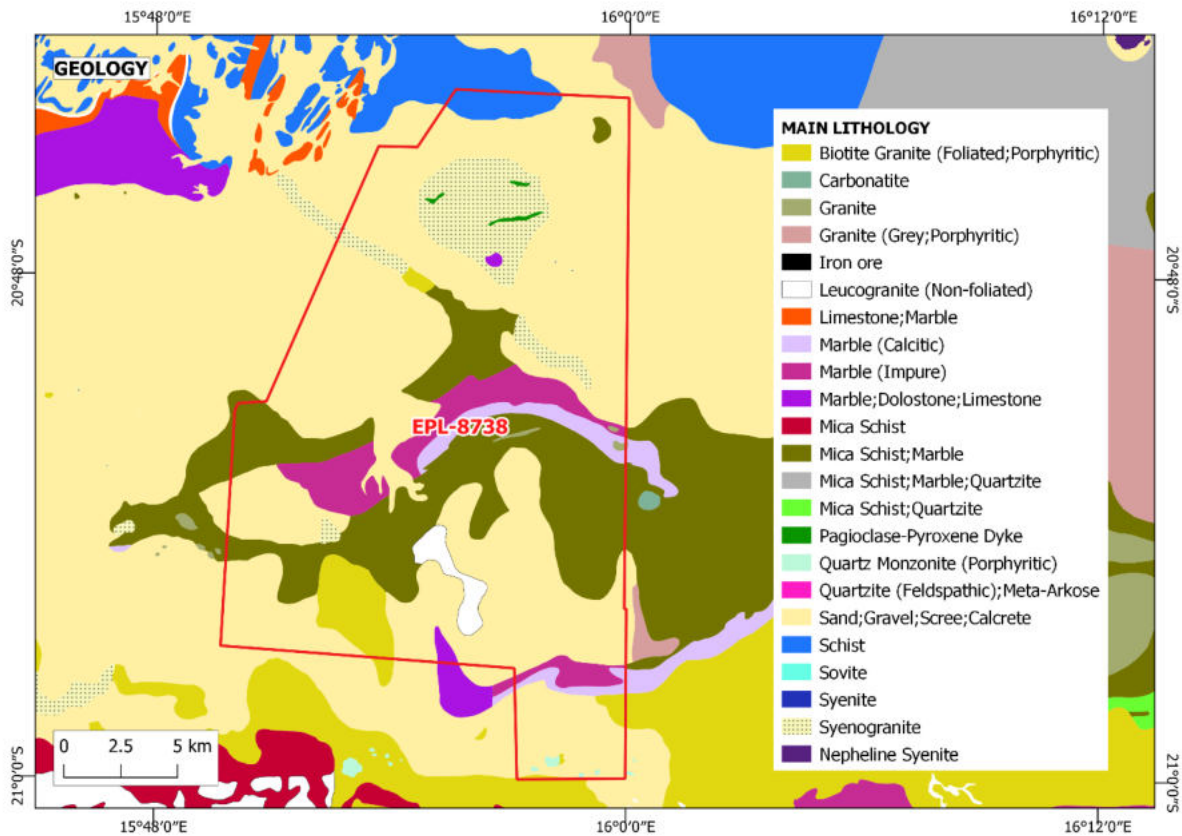 15°48'0"E
16°0'0"E
16°12'0"E
GEOLOGY
20°48'0"S
20°48'0"S
MAIN LITHOLOGY
Biotite Granite (Foliated;Porphyritic)
Carbonatite
Granite
Granite (Grey;Porphyritic)
Iron ore
Leucogranite (Non-foliated)
Limestone;Marble
Marble (Calcitic)
Marble (Impure)
Marble;Dolostone;Limestone
Mica Schist
Mica Schist;Marble
Mica Schist;Marble;Quartzite
Mica Schist;Quartzite
Pagioclase-Pyroxene Dyke
Quartz Monzonite (Porphyritic)
Quartzite (Feldspathic);Meta-Arkose
Sand;Gravel;Scree;Calcrete
Schist
Sovite
Syenite
Syenogranite
Nepheline Syenite
EPL-8738
0 2.5 5 km
21°0'0"S
21°0'0"S
15°48'0"E
16°0'0"E
16°12'0"E